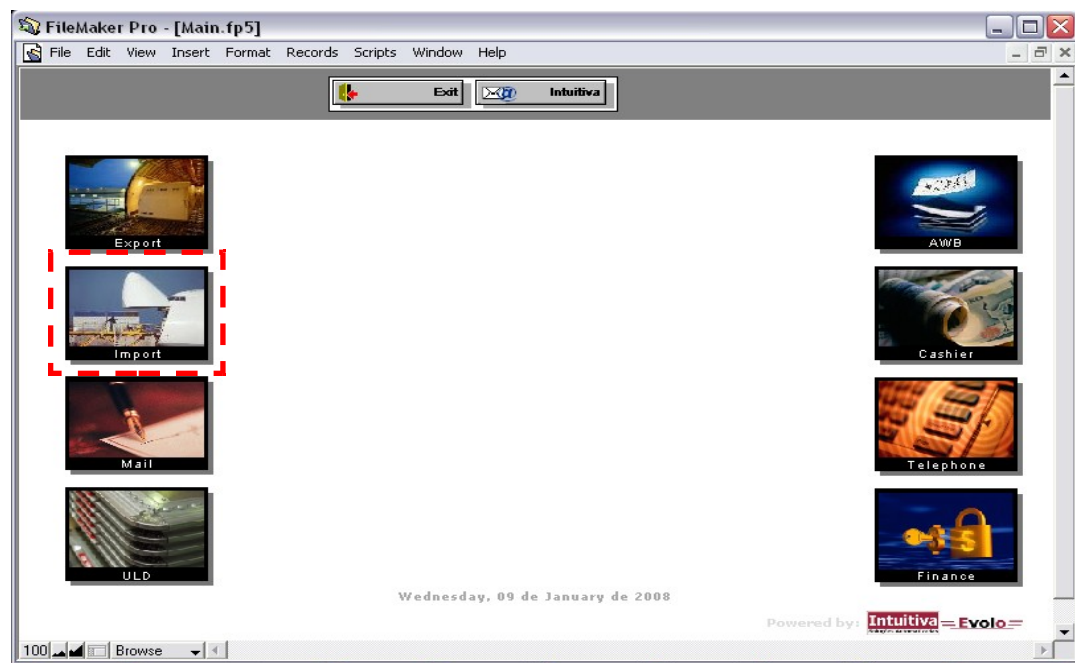 FileMaker Pro - [Main.fp5]
File Edit View Insert Format Records Scripts Window Help
Exit Intuitiva
Export
AWB
Import
Cashier
Mail
Telephone
ULD
Finance
Wednesday, 09 de January de 2008
Powered by: Intuitiva Evolo
100 Browse